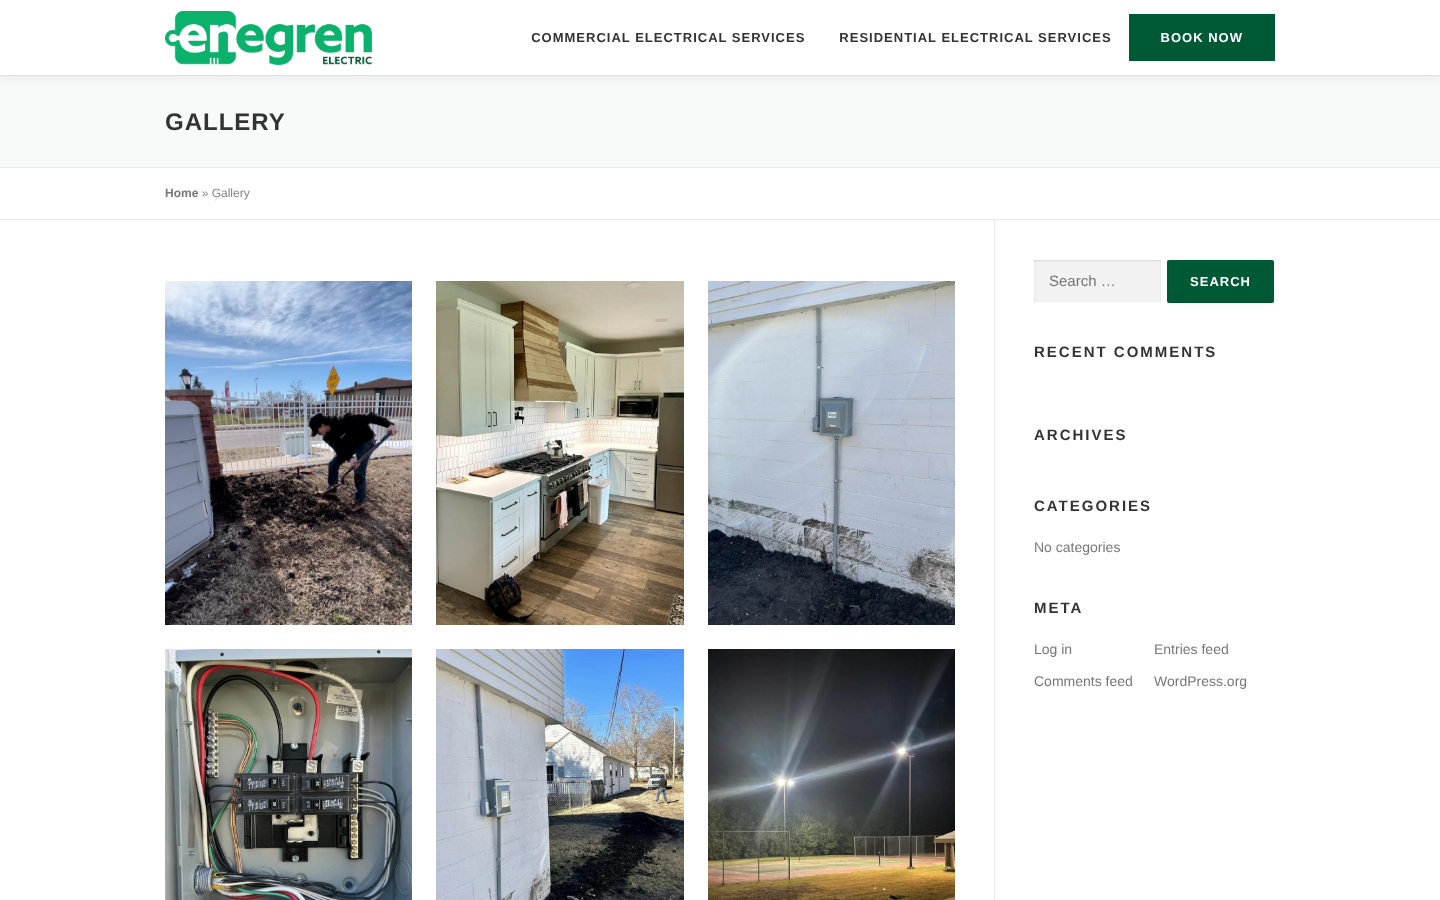 enegren
ELECTRIC
COMMERCIAL ELECTRICAL SERVICES
RESIDENTIAL ELECTRICAL SERVICES
BOOK NOW
GALLERY
Home » Gallery
Search …
SEARCH
RECENT COMMENTS
ARCHIVES
CATEGORIES
No categories
META
Log in
Entries feed
Comments feed
WordPress.org